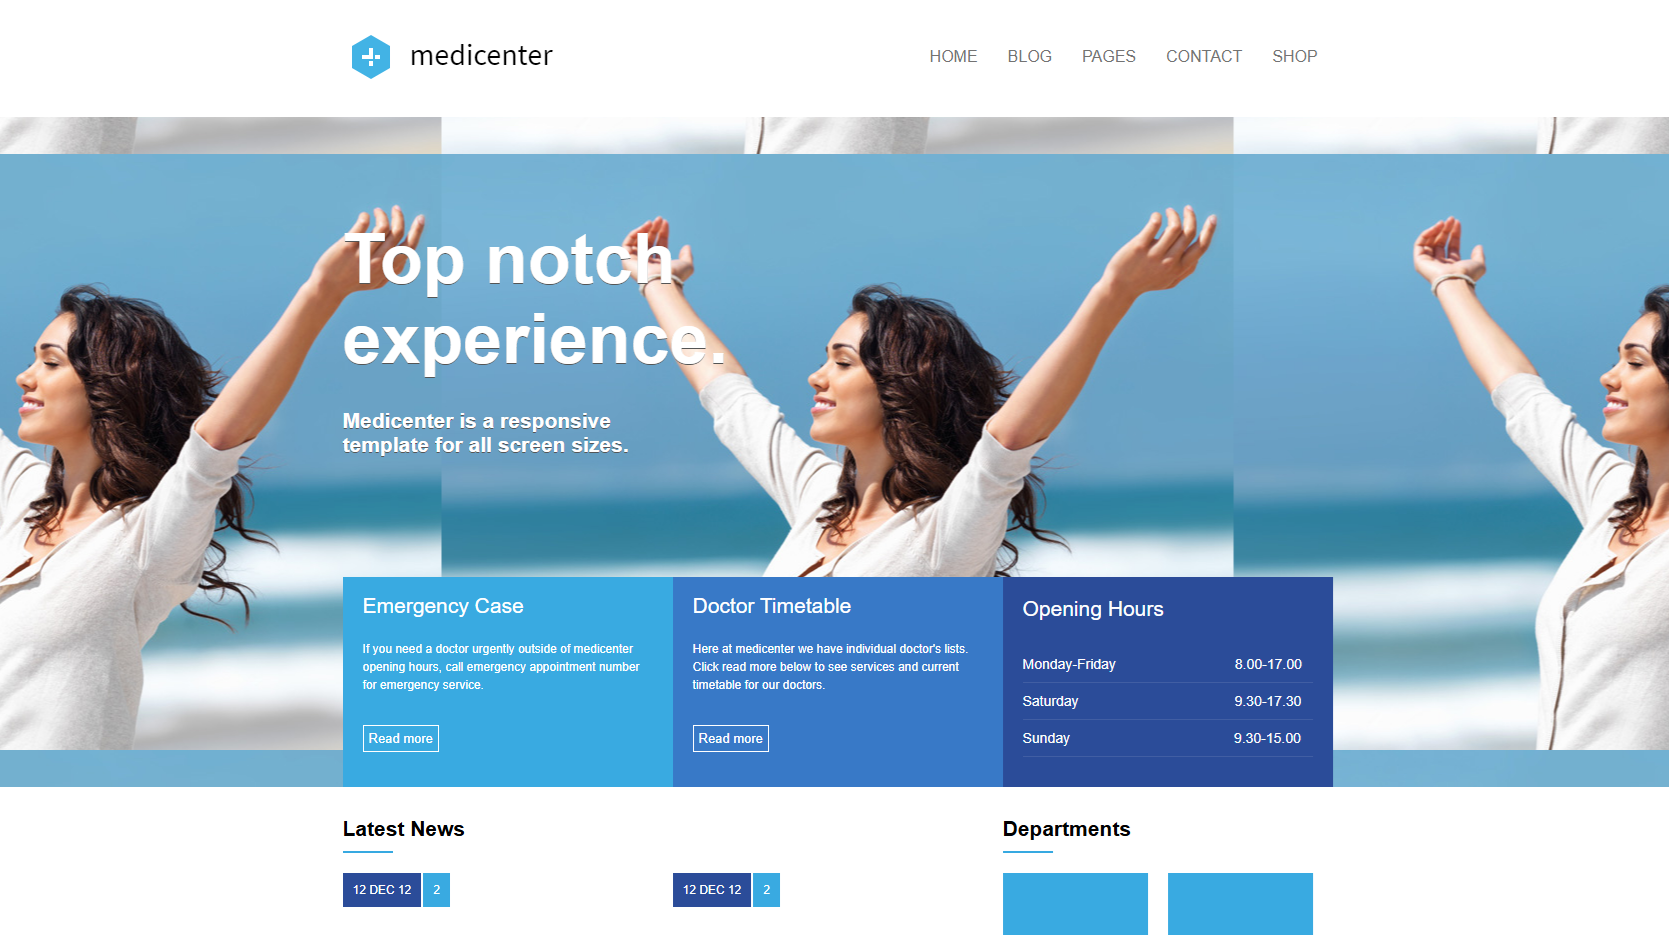 medicenter
HOME BLOG PAGES CONTACT SHOP
Top notch
experience.
Medicenter is a responsive
template for all screen sizes.
Emergency Case
If you need a doctor urgently outside of medicenter
opening hours, call emergency appointment number
for emergency service.
Read more
Doctor Timetable
Here at medicenter we have individual doctor's lists.
Click read more below to see services and current
timetable for our doctors.
Read more
Opening Hours
Monday-Friday 8.00-17.00
Saturday 9.30-17.30
Sunday 9.30-15.00
Latest News
12 DEC 12 2
12 DEC 12 2
Departments